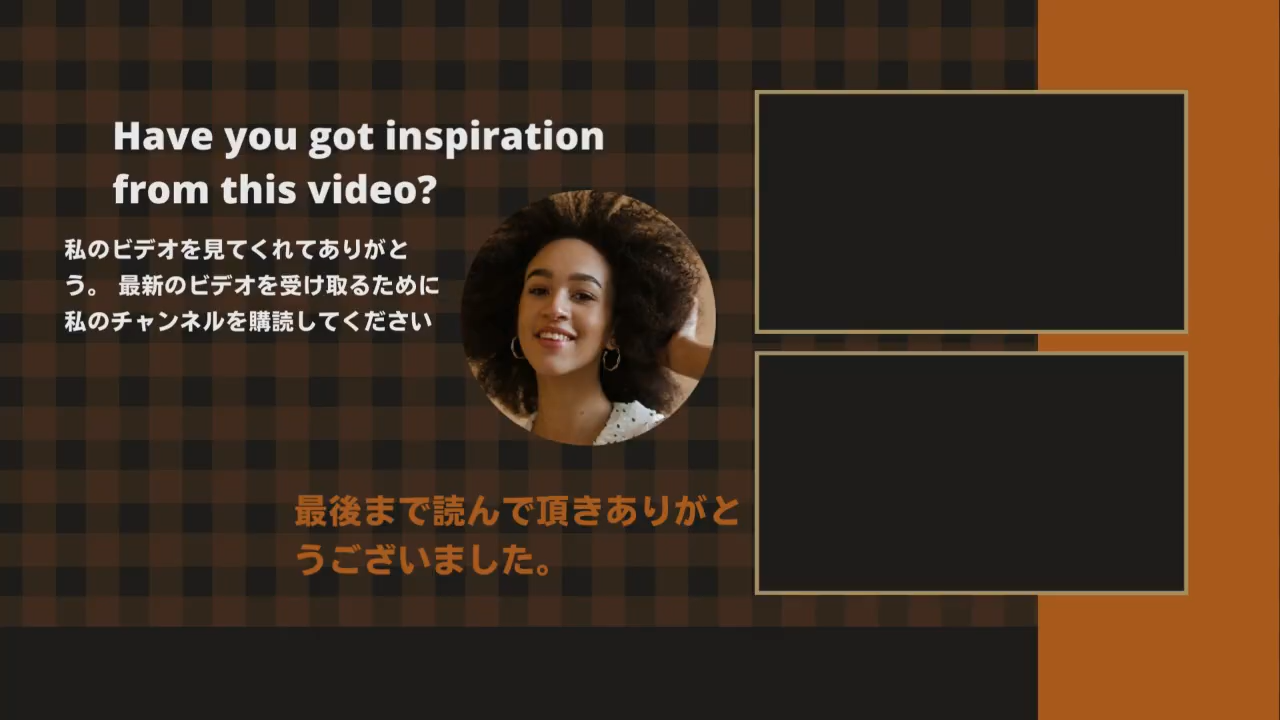 Have you got inspiration
from this video?
私のビデオを見てくれてありがと
う。 最新のビデオを受け取るために
私のチャンネルを購読してください
最後まで読んで頂きありがと
うございました。